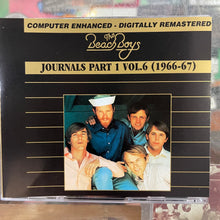 COMPUTER ENHANCED - DIGITALLY REMASTERED
The
Beach Boys
JOURNALS PART 1 VOL.6 (1966-67)